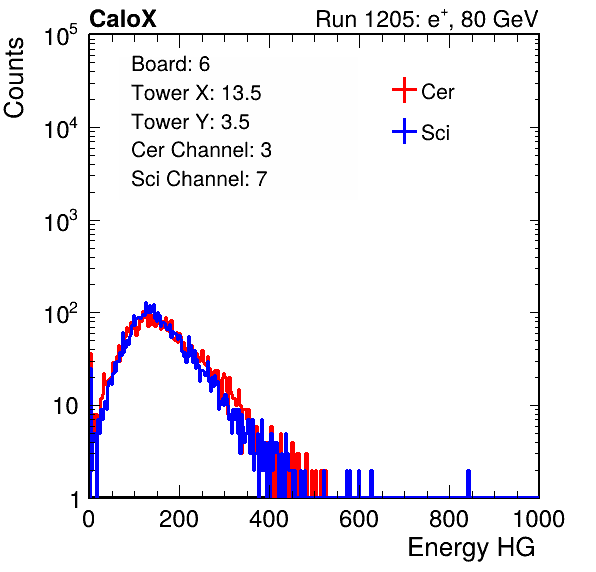 CaloX Run 1205: e⁺, 80 GeV
Counts
10⁵
10⁴
10³
10²
10
1
Board: 6
Tower X: 13.5
Tower Y: 3.5
Cer Channel: 3
Sci Channel: 7
Cer
Sci
0 200 400 600 800 1000
Energy HG